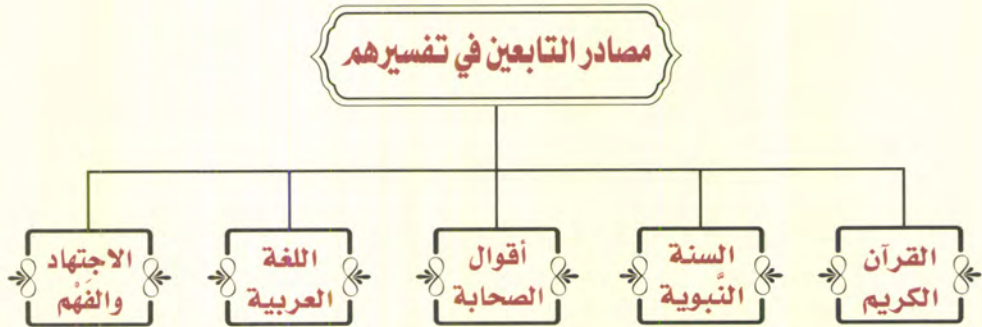 مصادر التابعين في تفسيرهم
القرآن
الكريم
السنة
النَّبوية
أقوال
الصحابة
اللغة
العربية
الاجتهاد
والفَهْم